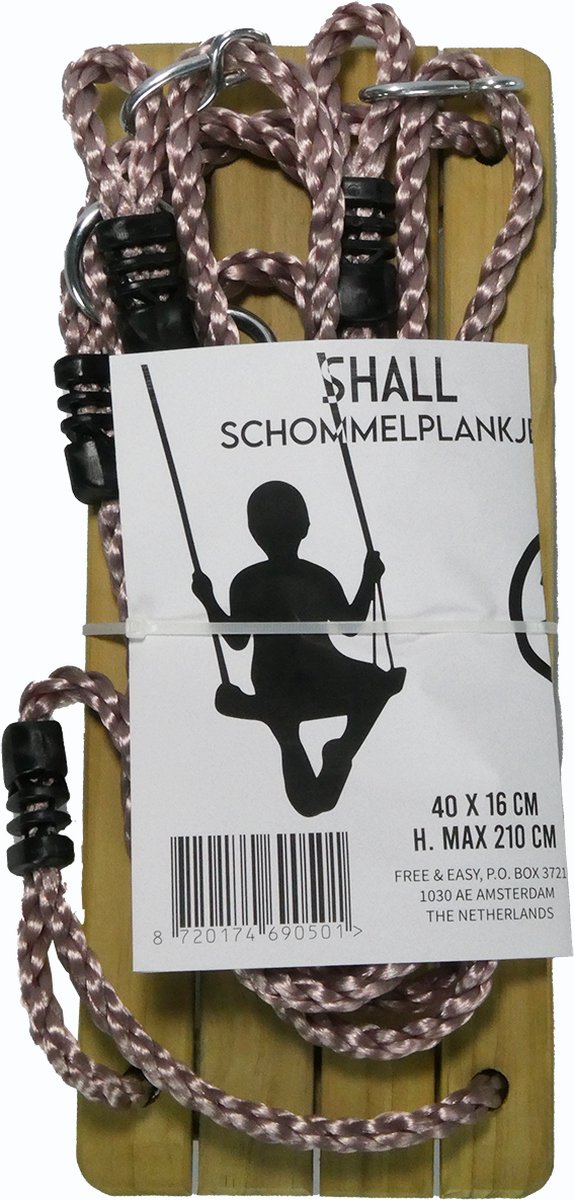 SHALL
SCHOMMELPLANKJE
40 X 16 CM
H. MAX 210 CM
FREE & EASY, P.O. BOX 3721
1030 AE AMSTERDAM
THE NETHERLANDS
8 720174 690501 >